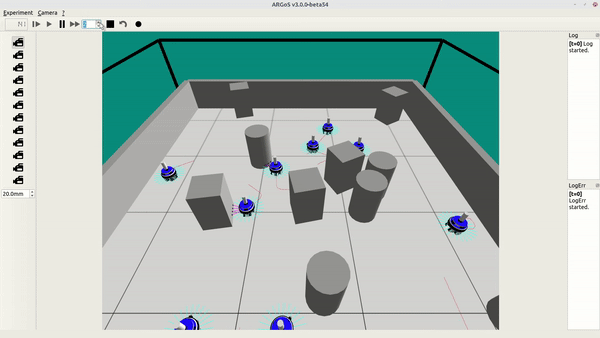 ARGoS v3.0.0-beta54
Experiment Camera ?
Log
[t=0] Log
started.
20.0mm
LogErr
[t=0]
LogErr
started.